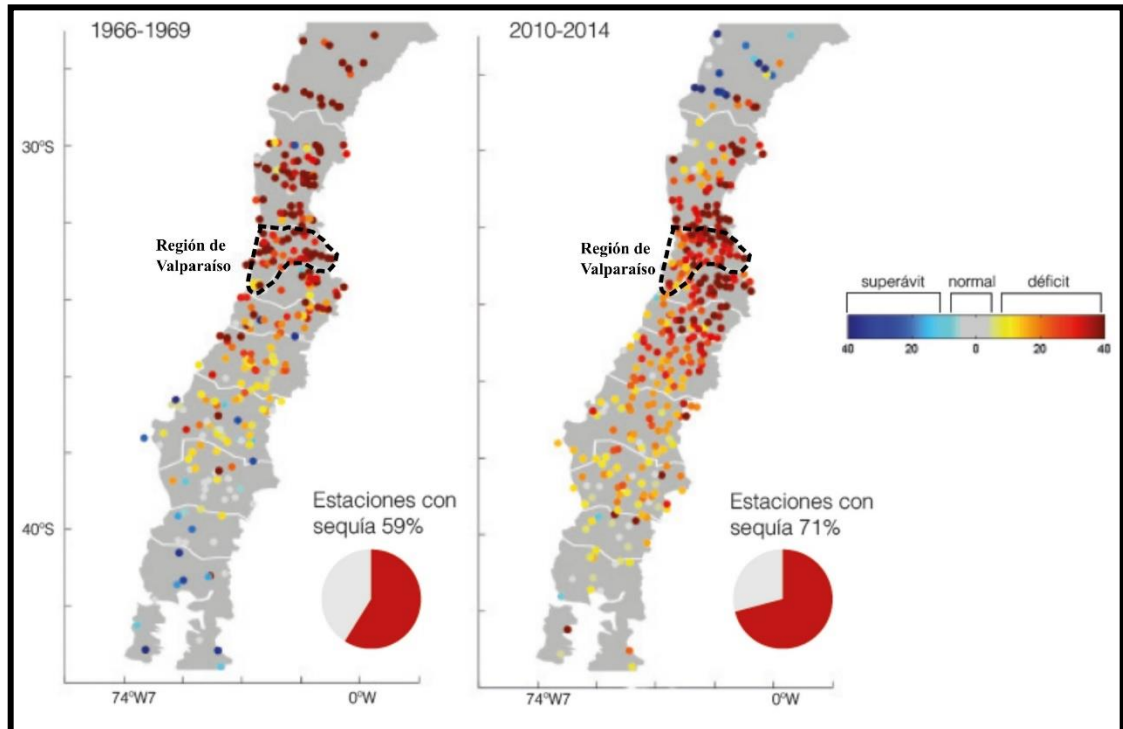 1966-1969
30ºS
40ºS
Región de
Valparaíso
Estaciones con
sequía 59%
74ºW7
0ºW
2010-2014
Región de
Valparaíso
Estaciones con
sequía 71%
74ºW7
0ºW
superávit normal déficit
40 20 0 20 40